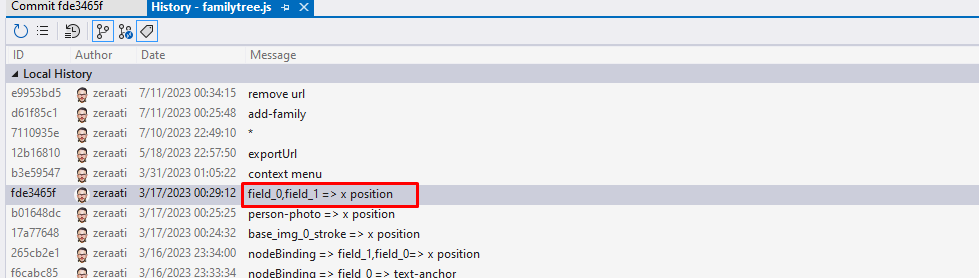 Commit fde3465f History - familytree.js
ID Author Date Message
Local History
e9953bd5 zeraati 7/11/2023 00:34:15 remove url
d61f85c1 zeraati 7/11/2023 00:25:48 add-family
7110935e zeraati 7/10/2023 22:49:10 *
12b16810 zeraati 5/18/2023 22:57:50 exportUrl
b3e59547 zeraati 3/31/2023 01:05:22 context menu
fde3465f zeraati 3/17/2023 00:29:12 field_0,field_1 => x position
b01648dc zeraati 3/17/2023 00:25:25 person-photo => x position
17a77648 zeraati 3/17/2023 00:24:32 base_img_0_stroke => x position
265cb2e1 zeraati 3/16/2023 23:34:00 nodeBinding => field_1,field_0=> x position
f6cabc85 zeraati 3/16/2023 23:33:34 nodeBinding => field_0 => text-anchor